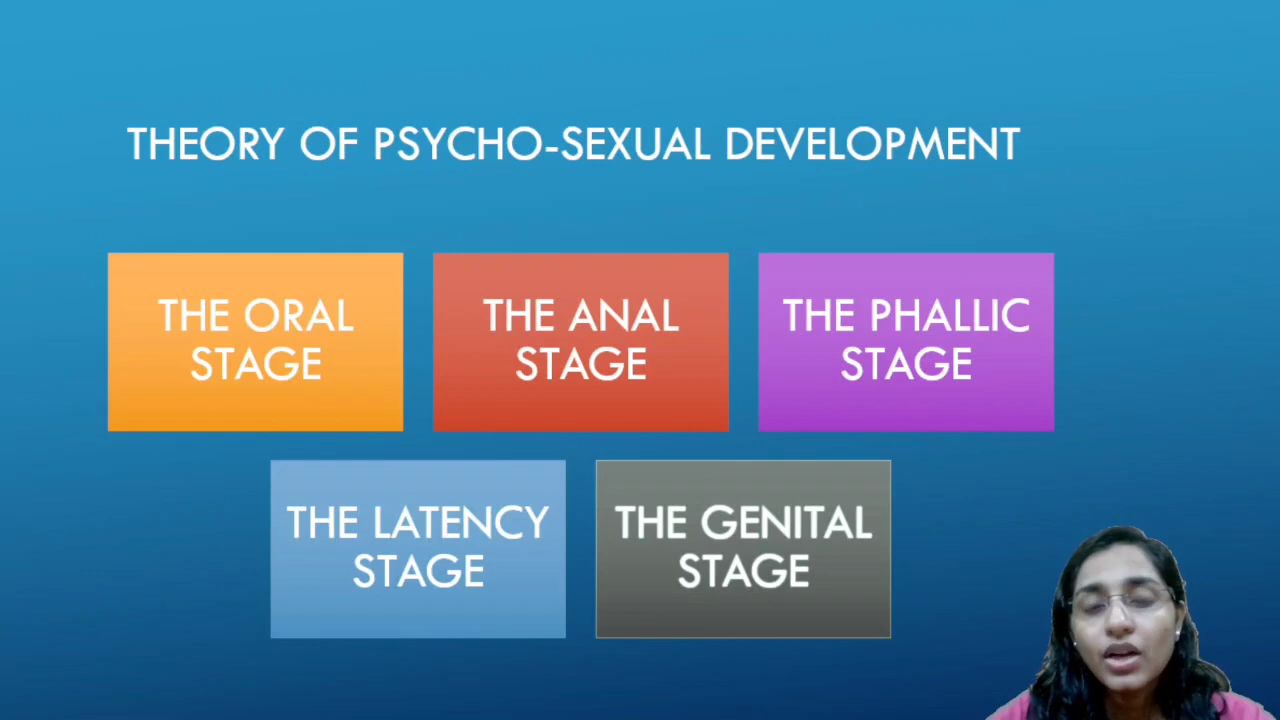 THEORY OF PSYCHO-SEXUAL DEVELOPMENT
THE ORAL
STAGE
THE ANAL
STAGE
THE PHALLIC
STAGE
THE LATENCY
STAGE
THE GENITAL
STAGE